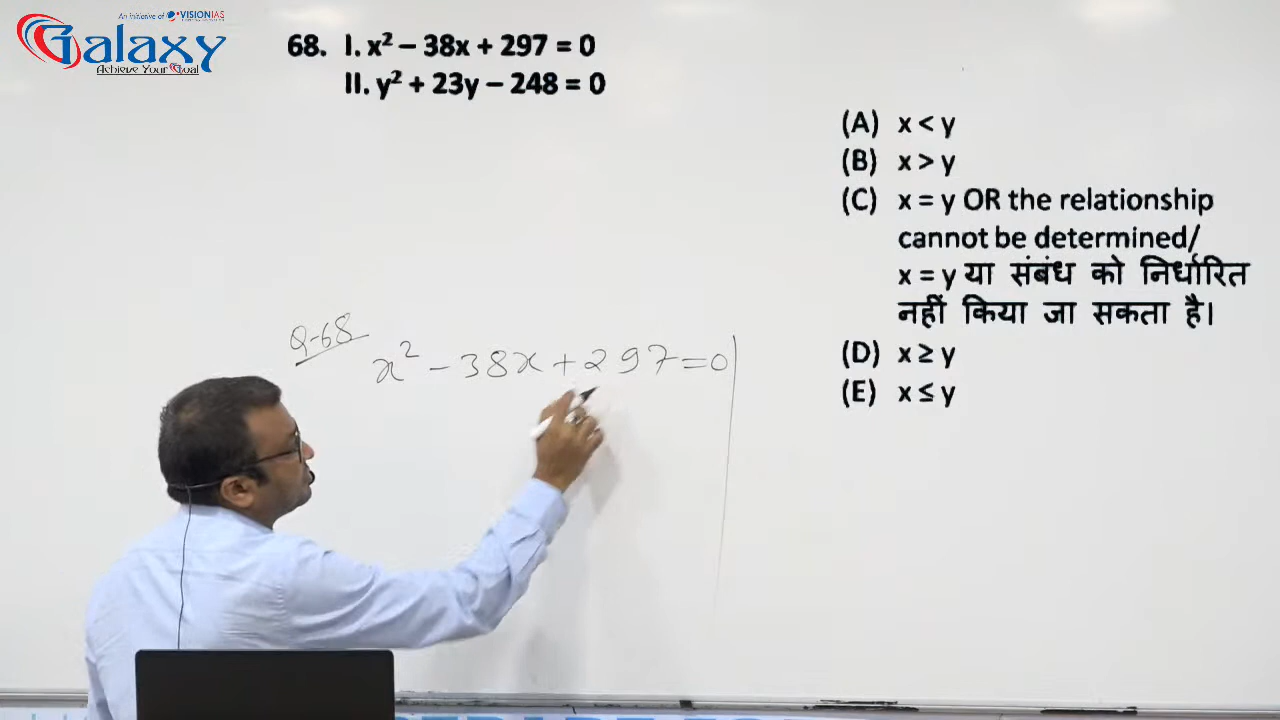 An initiative of VISIONIAS
Galaxy
Achieve Your Goal
68. I. x² – 38x + 297 = 0
II. y² + 23y – 248 = 0
(A) x < y
(B) x > y
(C) x = y OR the relationship
cannot be determined/
x = y या संबंध को निर्धारित
नहीं किया जा सकता है।
(D) x ≥ y
(E) x ≤ y
Q-68
x² - 38x + 297 = 0